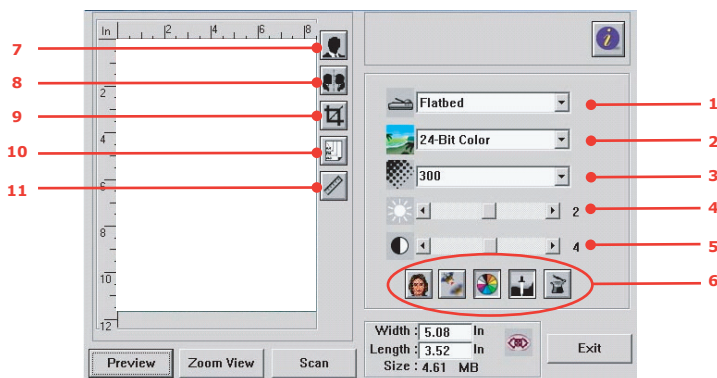 In 2 4 6 8
2
4
6
8
10
12
7
8
9
10
11
Flatbed
24-Bit Color
300
2
4
1
2
3
4
5
6
Width : 5.08 In
Length : 3.52 In
Size : 4.61 MB
Preview Zoom View Scan
Exit
i